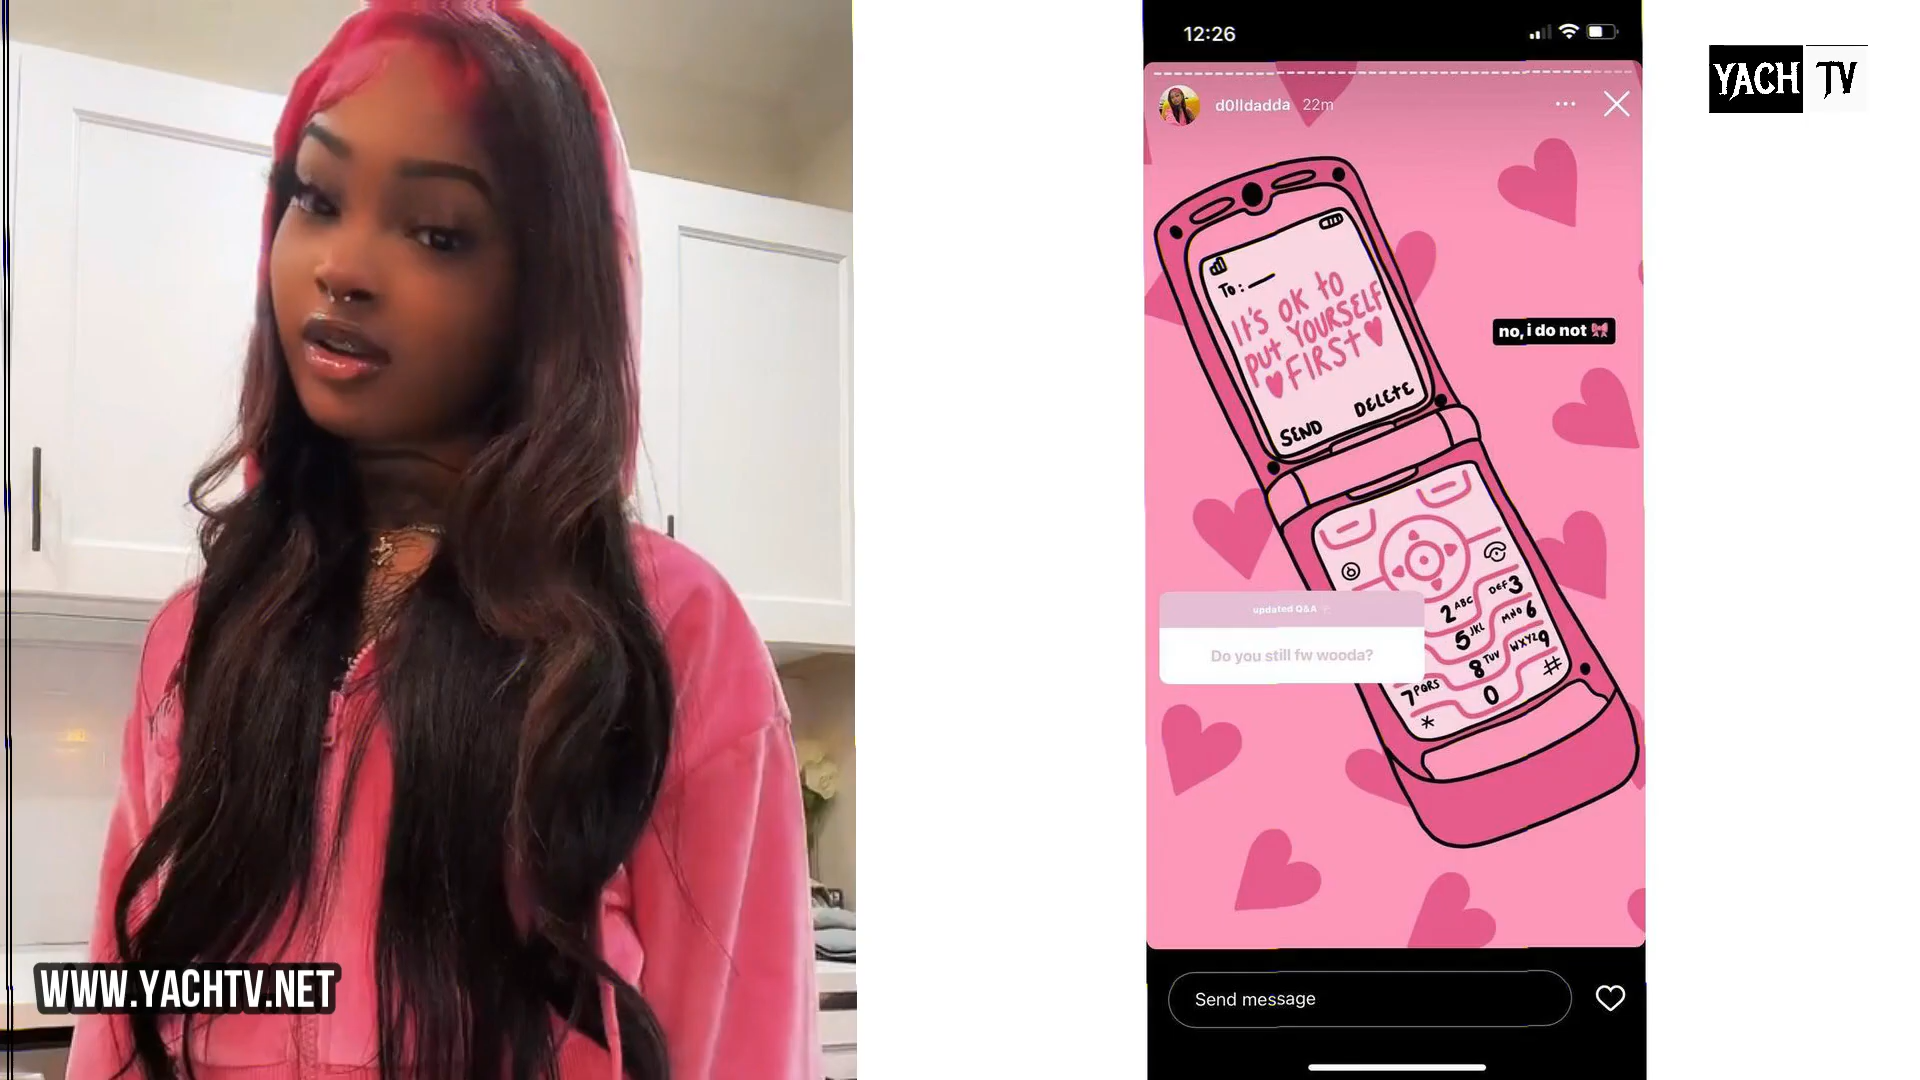 WWW.YACHTV.NET
12:26
d0lldadda 22m
To:
It's OK to
put YOURSELF
FIRST
SEND DELETE
no, i do not 🎀
updated Q&A
Do you still fw wooda?
2 ABC DEF 3
5 JKL MNO 6
8 TUV WXYZ 9
7 PQRS 0 #
*
Send message
YACH TV